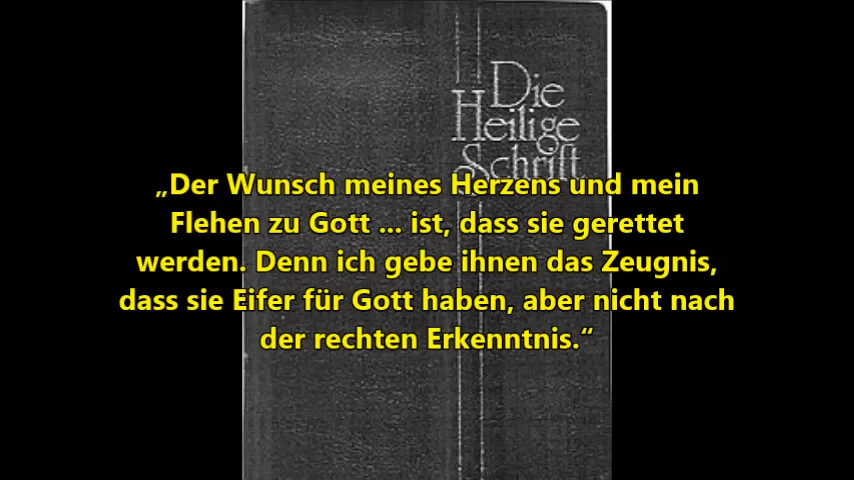 Die
Heilige
Schrift
„Der Wunsch meines Herzens und mein
Flehen zu Gott ... ist, dass sie gerettet
werden. Denn ich gebe ihnen das Zeugnis,
dass sie Eifer für Gott haben, aber nicht nach
der rechten Erkenntnis.“